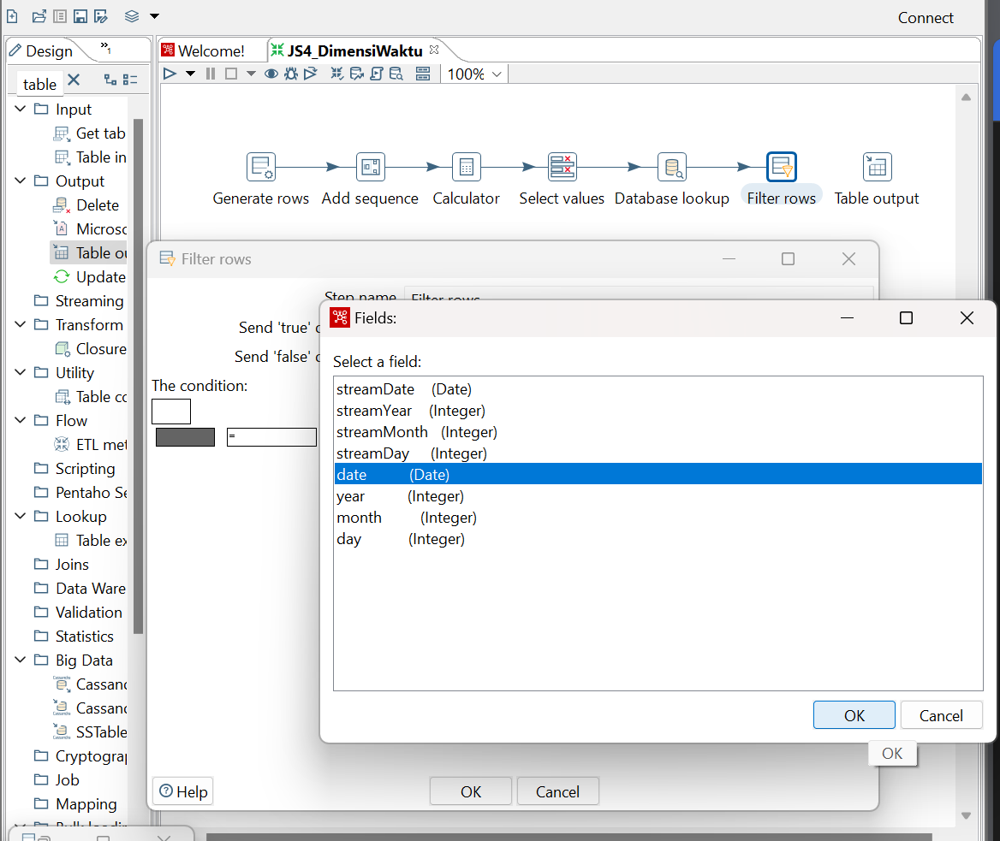 Connect
Design
»1
Welcome!
JS4_DimensiWaktu
table
100%
Input
Get tab
Table in
Output
Delete
Microsc
Table ou
Update
Streaming
Transform
Closure
Utility
Table co
Flow
ETL met
Scripting
Pentaho Se
Lookup
Table ex
Joins
Data Ware
Validation
Statistics
Big Data
Cassand
Cassand
SSTable
Cryptograp
Job
Mapping
Generate rows
Add sequence
Calculator
Select values
Database lookup
Filter rows
Table output
Filter rows
Step name
Filter rows
Send 'true'
Send 'false'
The condition:
=
Help
OK
Cancel
Fields:
Select a field:
streamDate (Date)
streamYear (Integer)
streamMonth (Integer)
streamDay (Integer)
date (Date)
year (Integer)
month (Integer)
day (Integer)
OK
Cancel
OK